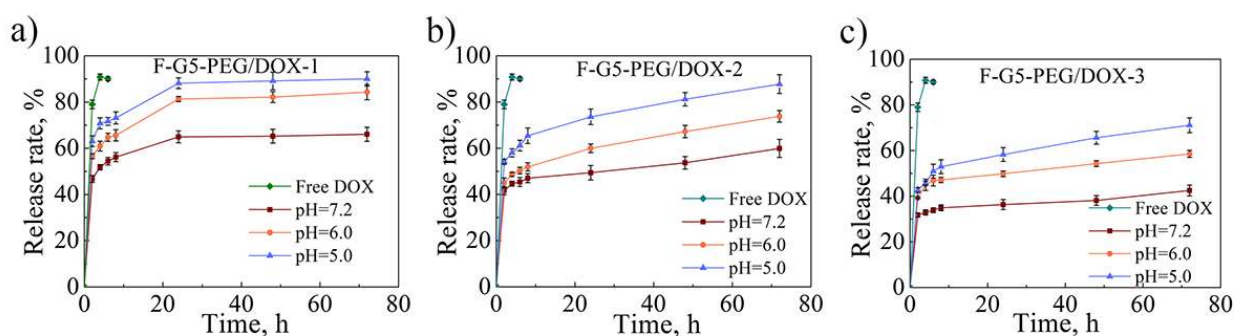 a)
F-G5-PEG/DOX-1
Release rate, %
100
80
60
40
20
0
Free DOX
pH=7.2
pH=6.0
pH=5.0
0 20 40 60 80
Time, h
b)
F-G5-PEG/DOX-2
Release rate, %
100
80
60
40
20
0
Free DOX
pH=7.2
pH=6.0
pH=5.0
0 20 40 60 80
Time, h
c)
F-G5-PEG/DOX-3
Release rate, %
100
80
60
40
20
0
Free DOX
pH=7.2
pH=6.0
pH=5.0
0 20 40 60 80
Time, h